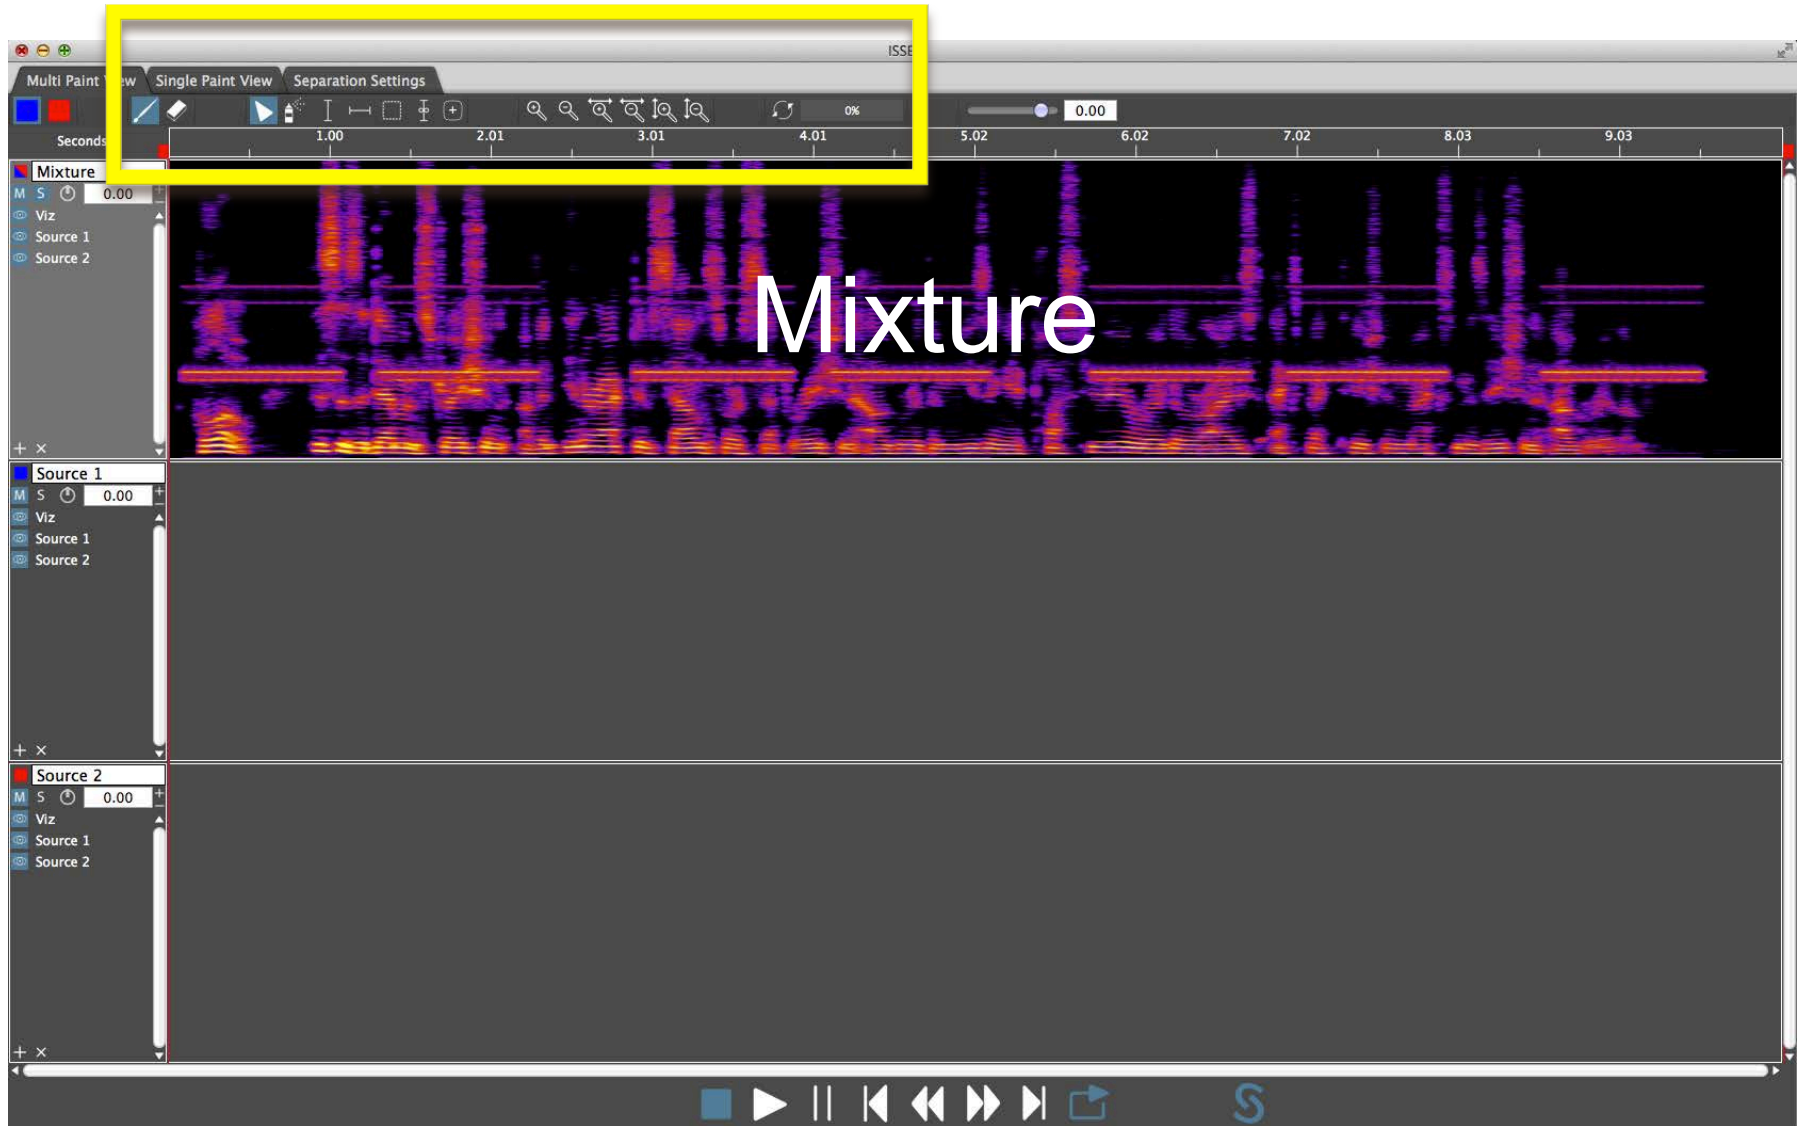 ISSE
Multi Paint View Single Paint View Separation Settings
0% 0.00
Seconds 1.00 2.01 3.01 4.01 5.02 6.02 7.02 8.03 9.03
Mixture
M S 0.00
Viz
Source 1
Source 2
Mixture
Source 1
M S 0.00
Viz
Source 1
Source 2
Source 2
M S 0.00
Viz
Source 1
Source 2